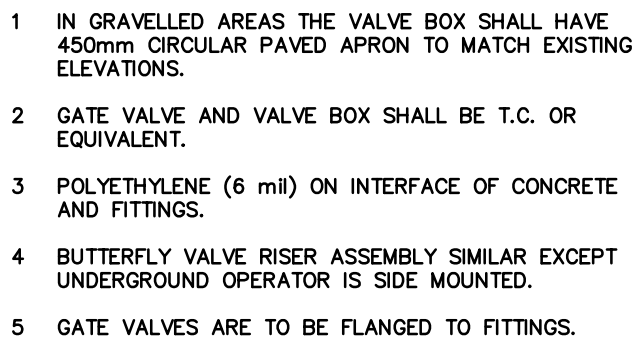 1 IN GRAVELLED AREAS THE VALVE BOX SHALL HAVE
450mm CIRCULAR PAVED APRON TO MATCH EXISTING
ELEVATIONS.
2 GATE VALVE AND VALVE BOX SHALL BE T.C. OR
EQUIVALENT.
3 POLYETHYLENE (6 mil) ON INTERFACE OF CONCRETE
AND FITTINGS.
4 BUTTERFLY VALVE RISER ASSEMBLY SIMILAR EXCEPT
UNDERGROUND OPERATOR IS SIDE MOUNTED.
5 GATE VALVES ARE TO BE FLANGED TO FITTINGS.